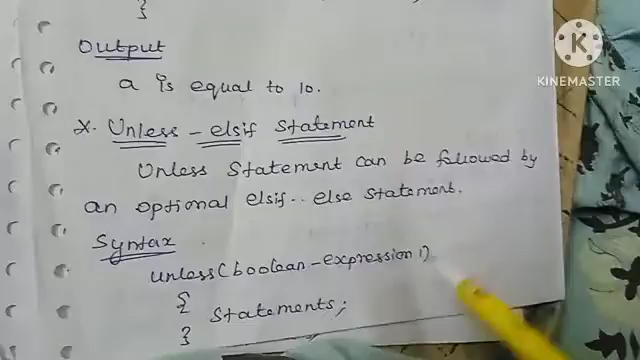 }
Output
a is equal to 10.
*. Unless - elsif Statement
Unless Statement can be followed by
an optional elsif.. else statement.
Syntax
unless(boolean-expression 1)
{
Statements;
}
K
KINEMASTER